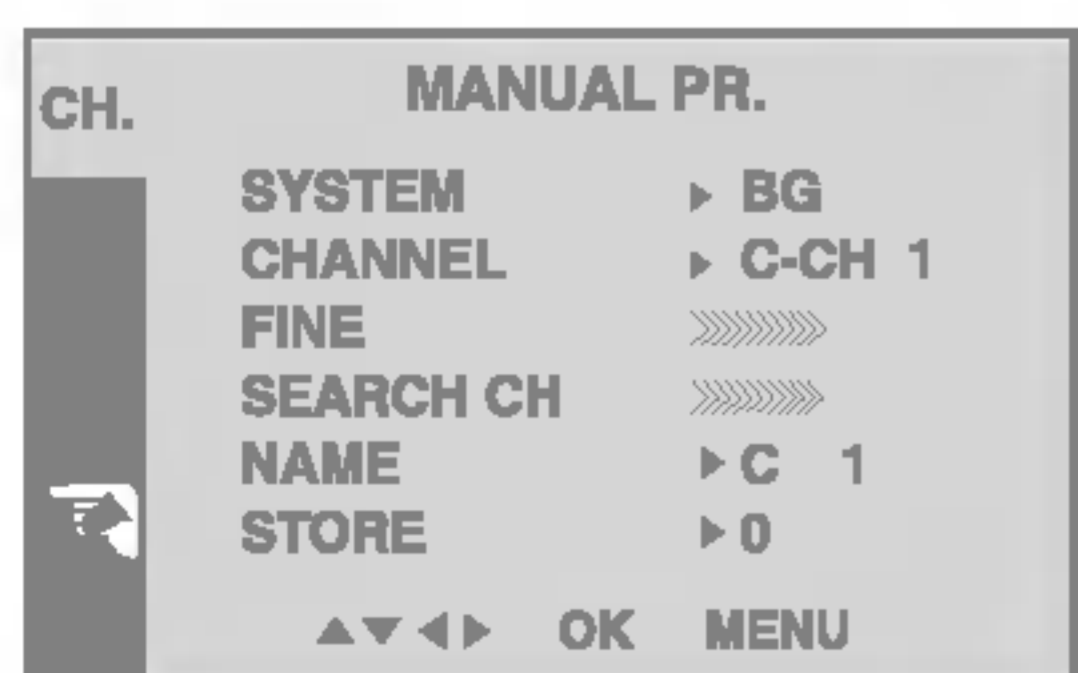 CH.
MANUAL PR.
SYSTEM ▶ BG
CHANNEL ▶ C-CH 1
FINE
SEARCH CH
NAME ▶ C 1
STORE ▶ 0
▲▼◀▶ OK MENU